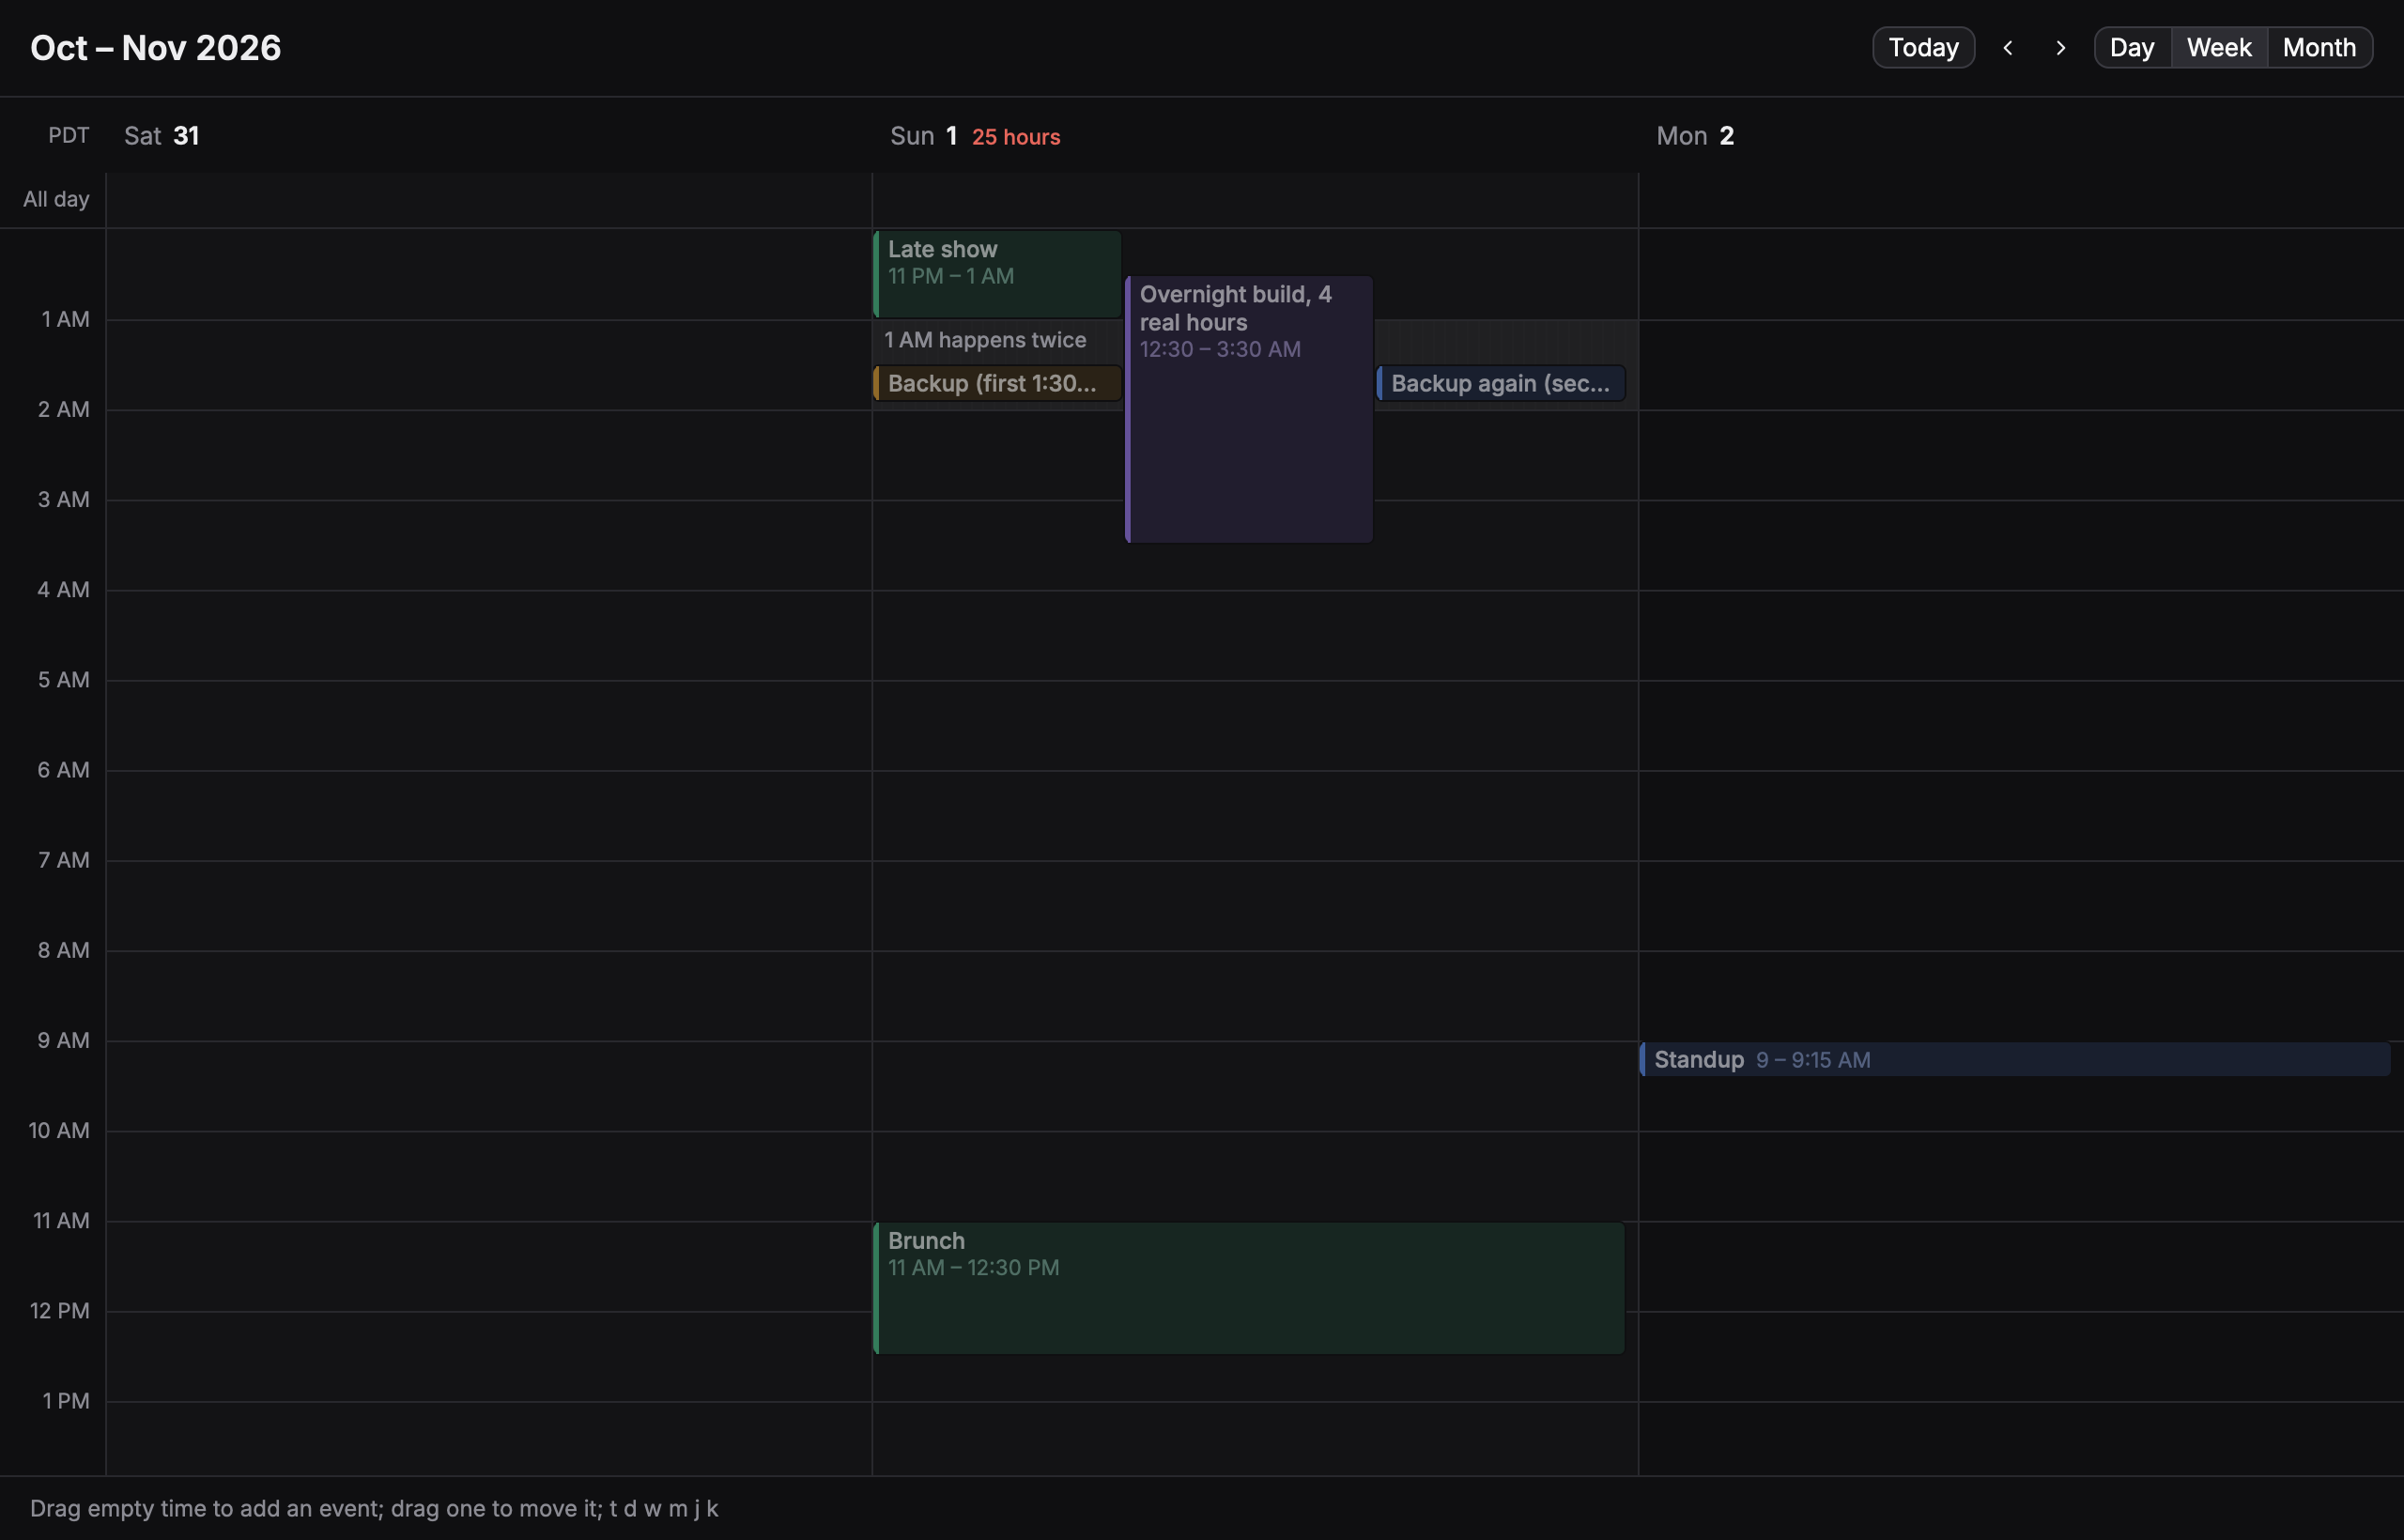 Oct – Nov 2026
Today
Day
Week
Month
PDT
Sat 31
Sun 1 25 hours
Mon 2
All day
Late show
11 PM – 1 AM
Overnight build, 4
real hours
12:30 – 3:30 AM
1 AM
1 AM happens twice
Backup (first 1:30...
Backup again (sec...
2 AM
3 AM
4 AM
5 AM
6 AM
7 AM
8 AM
9 AM
Standup 9 – 9:15 AM
10 AM
11 AM
Brunch
11 AM – 12:30 PM
12 PM
1 PM
Drag empty time to add an event; drag one to move it; t d w m j k